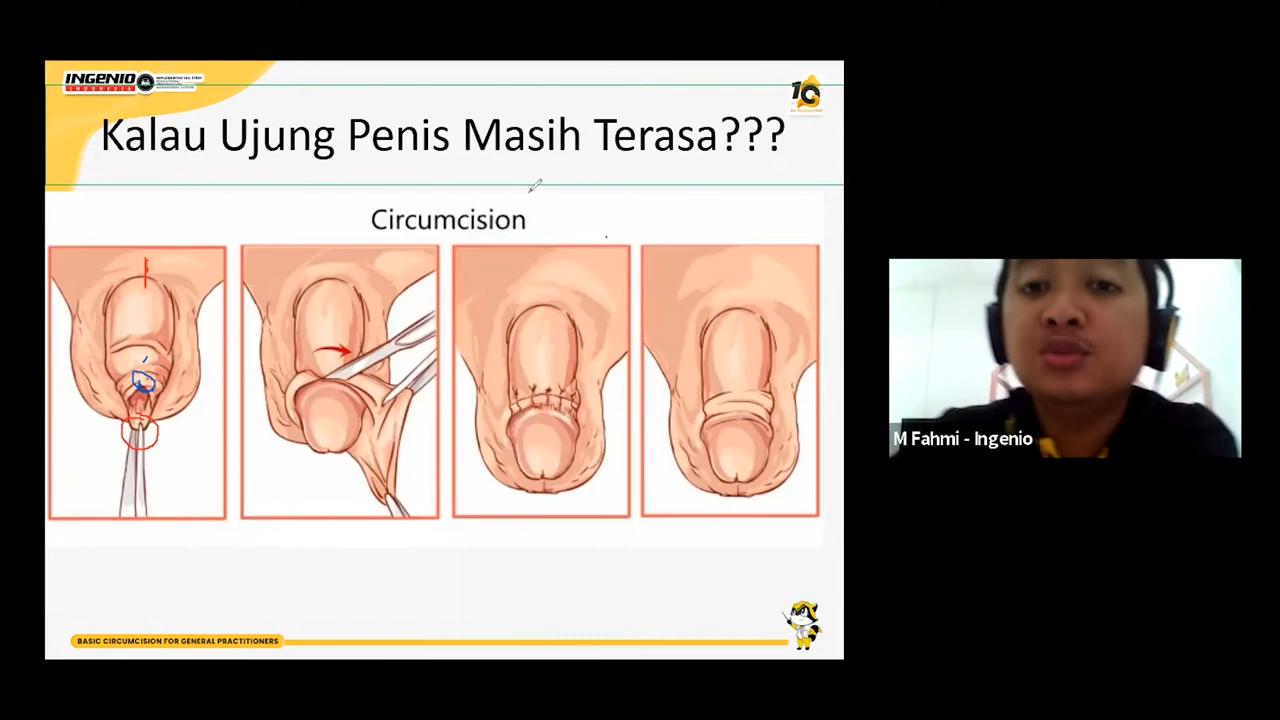 INGENIO
INDONESIA
Kalau Ujung Penis Masih Terasa???
Circumcision
M Fahmi - Ingenio
BASIC CIRCUMCISION FOR GENERAL PRACTITIONERS